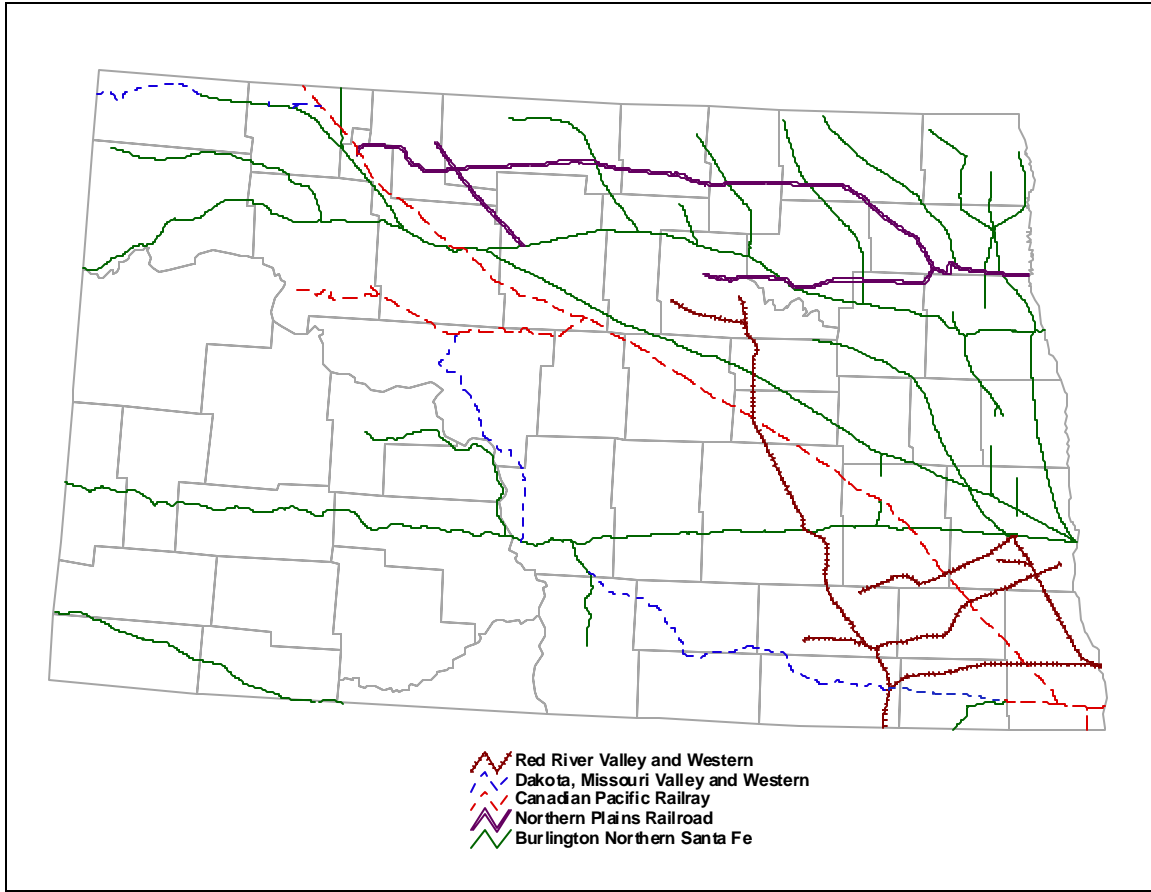 Red River Valley and Western
Dakota, Missouri Valley and Western
Canadian Pacific Railray
Northern Plains Railroad
Burlington Northern Santa Fe